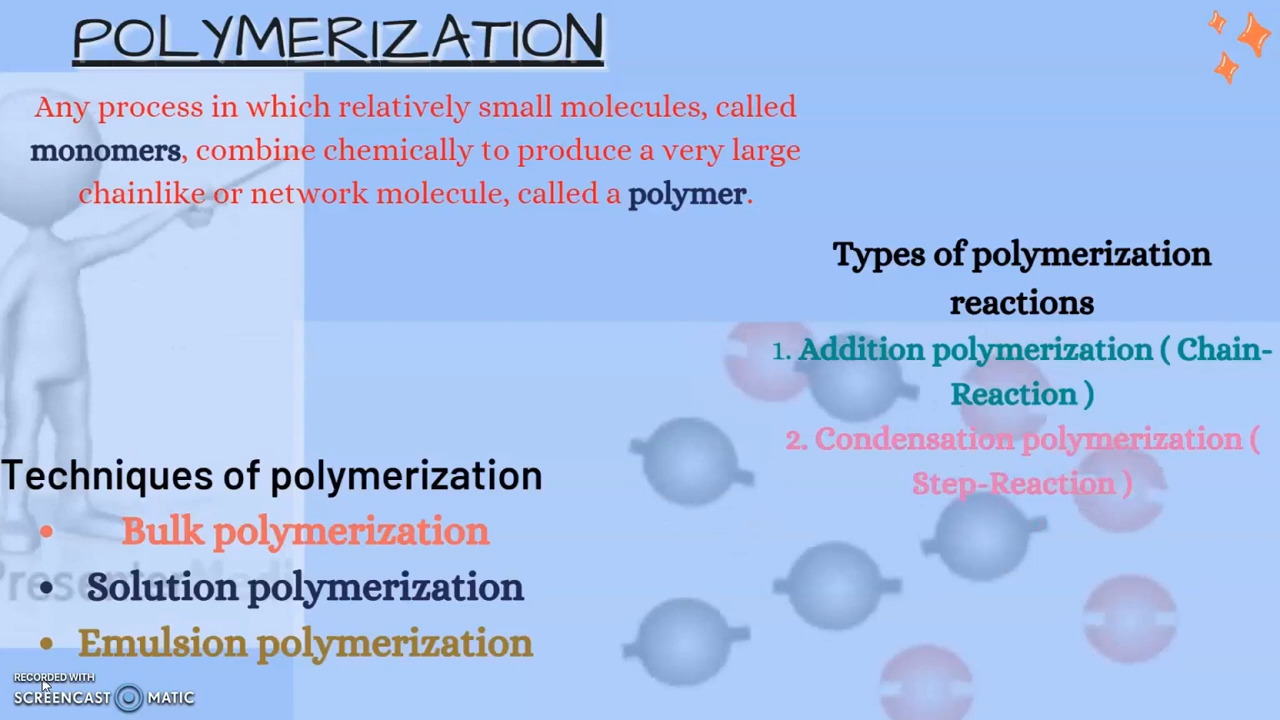 POLYMERIZATION
Any process in which relatively small molecules, called
monomers, combine chemically to produce a very large
chainlike or network molecule, called a polymer.
Types of polymerization
reactions
1. Addition polymerization ( Chain-
Reaction )
2. Condensation polymerization (
Step-Reaction )
Techniques of polymerization
• Bulk polymerization
• Solution polymerization
• Emulsion polymerization
RECORDED WITH
SCREENCAST MATIC